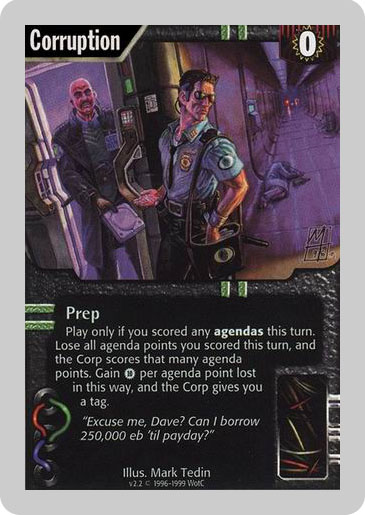 Corruption
0
Prep
Play only if you scored any agendas this turn.
Lose all agenda points you scored this turn, and
the Corp scores that many agenda
points. Gain per agenda point lost
in this way, and the Corp gives you
a tag.
"Excuse me, Dave? Can I borrow
250,000 eb 'til payday?"
Illus. Mark Tedin
v2.2 © 1996-1999 WotC